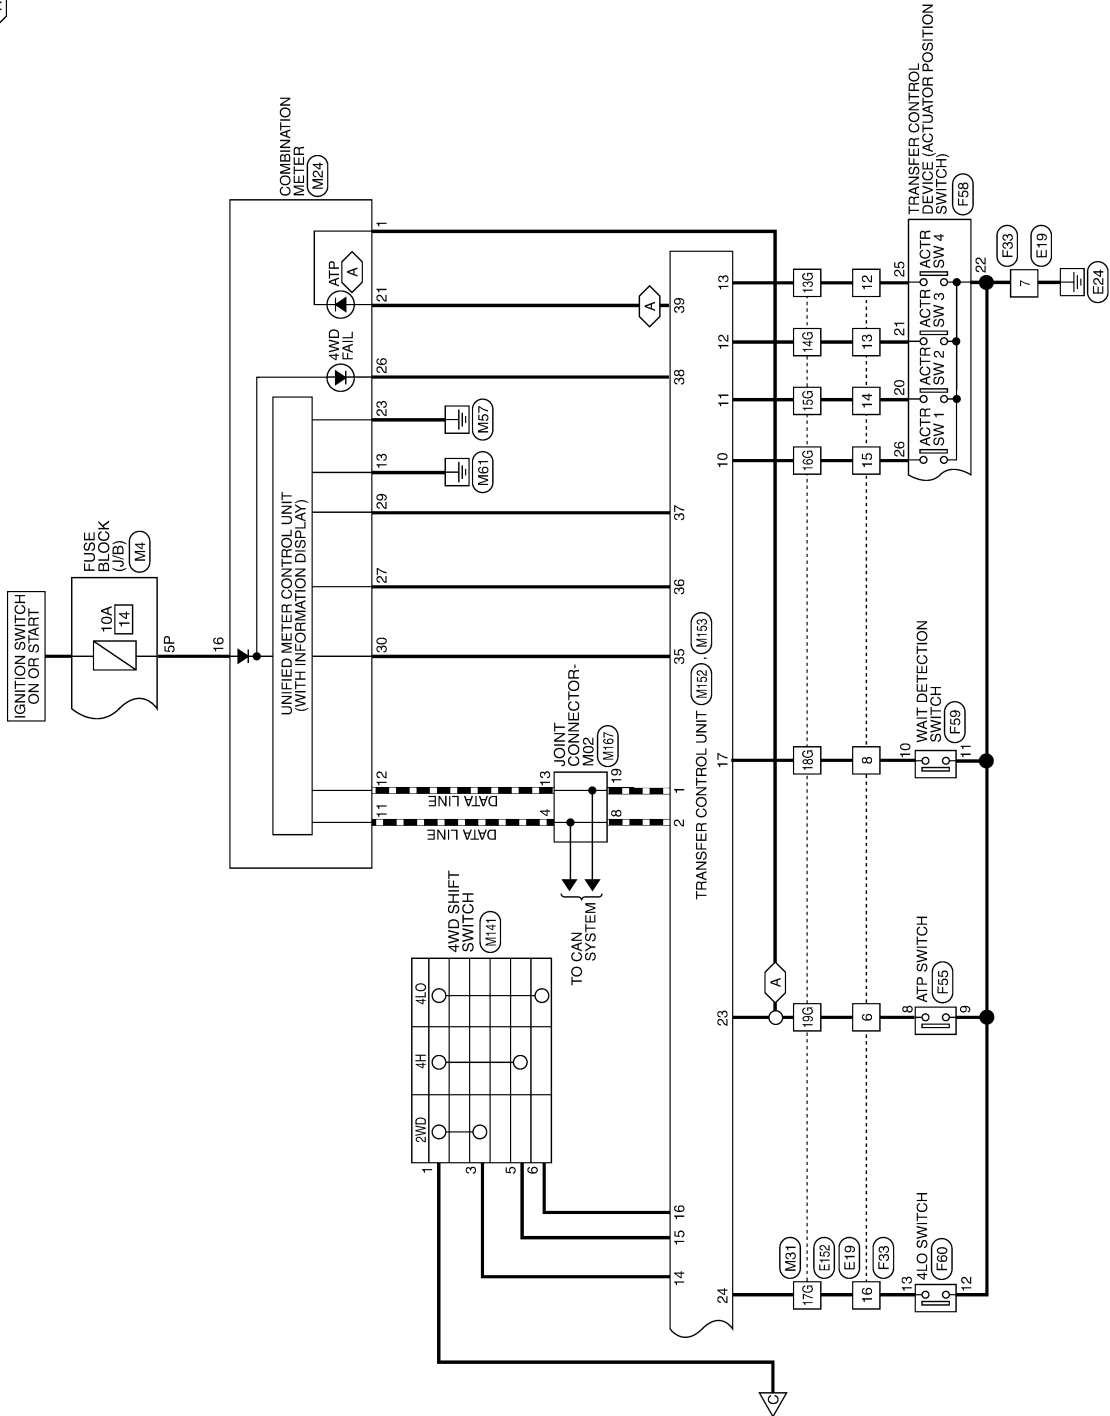 IGNITION SWITCH
ON OR START
FUSE
BLOCK
(J/B)
M4
10A
14
5P
16
COMBINATION
METER
M24
UNIFIED METER CONTROL UNIT
(WITH INFORMATION DISPLAY)
4WD
FAIL
ATP
A
11
12
30
27
29
13
23
26
21
1
M61
M57
DATA LINE
DATA LINE
4
13
JOINT
CONNECTOR-
M02
M167
8
19
TO CAN
SYSTEM
4WD SHIFT
SWITCH
M141
2WD
4H
4LO
1
3
5
6
A
14
15
16
2
1
35
36
37
38
39
TRANSFER CONTROL UNIT
M152
,
M153
24
23
17
10
11
12
13
A
C
M31
E152
E19
F33
17G
19G
18G
16G
15G
14G
13G
16
6
8
15
14
13
12
4LO SWITCH
F60
13
12
ATP SWITCH
F55
8
9
WAIT DETECTION
SWITCH
F59
10
11
26
20
21
25
ACTR
SW 1
ACTR
SW 2
ACTR
SW 3
ACTR
SW 4
TRANSFER CONTROL
DEVICE (ACTUATOR POSITION
SWITCH)
F58
22
F33
E19
7
E24